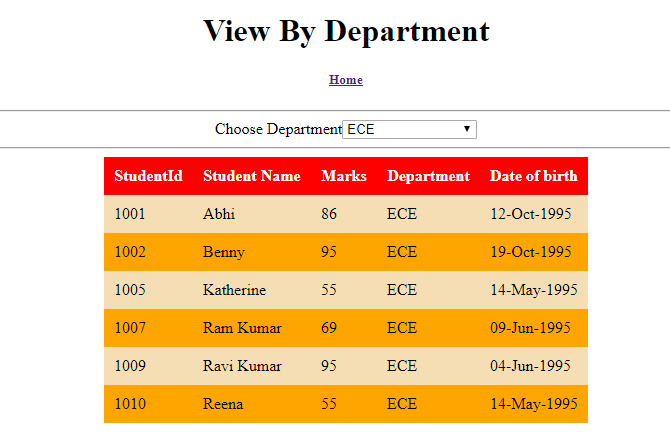 View By Department
Home
Choose Department ECE
StudentId Student Name Marks Department Date of birth
1001 Abhi 86 ECE 12-Oct-1995
1002 Benny 95 ECE 19-Oct-1995
1005 Katherine 55 ECE 14-May-1995
1007 Ram Kumar 69 ECE 09-Jun-1995
1009 Ravi Kumar 95 ECE 04-Jun-1995
1010 Reena 55 ECE 14-May-1995